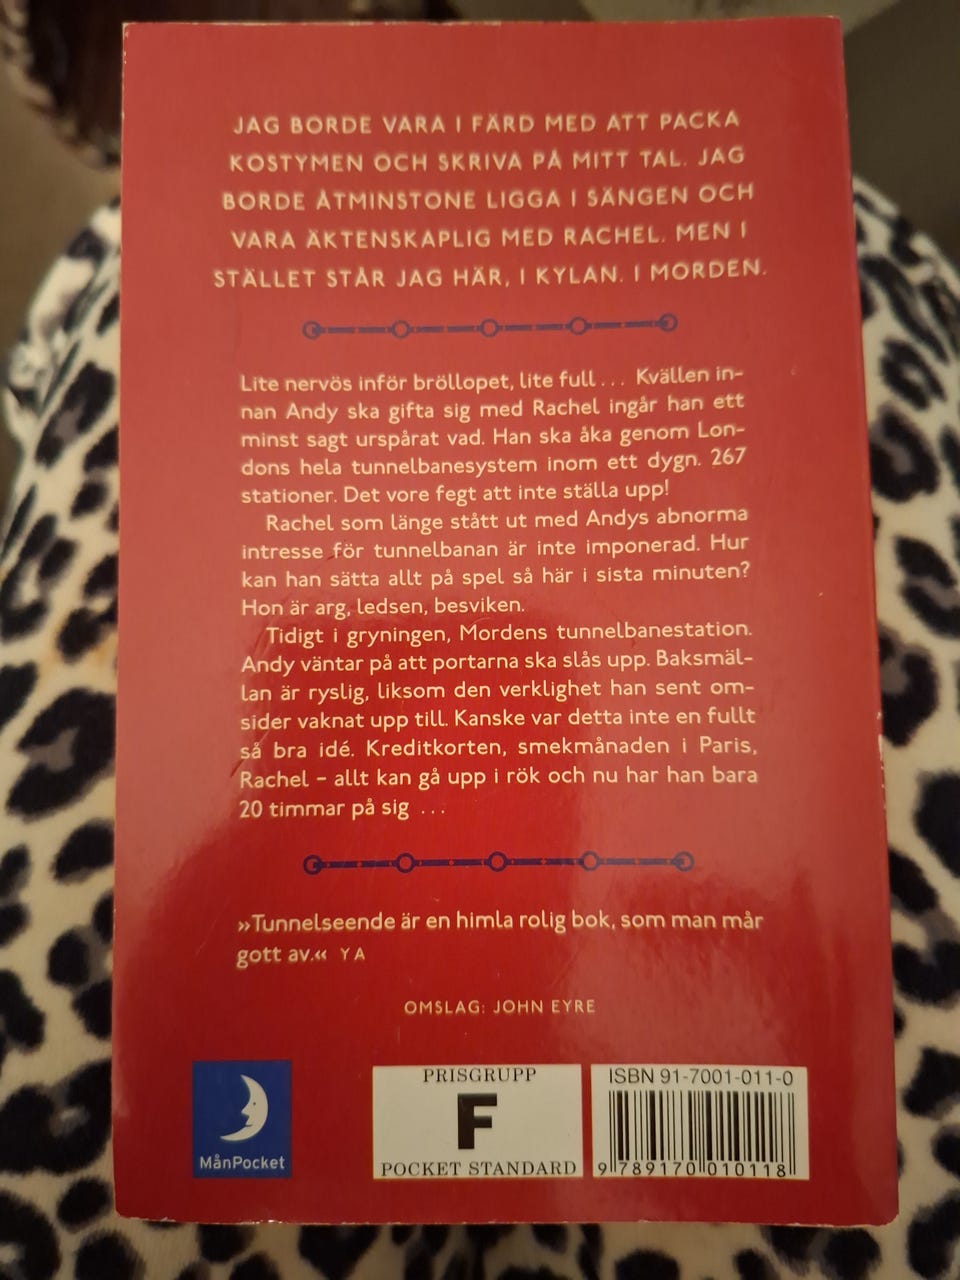 JAG BORDE VARA I FÄRD MED ATT PACKA
KOSTYMEN OCH SKRIVA PÅ MITT TAL. JAG
BORDE ÅTMINSTONE LIGGA I SÄNGEN OCH
VARA ÄKTENSKAPLIG MED RACHEL. MEN I
STÄLLET STÅR JAG HÄR, I KYLAN. I MORDEN.
Lite nervös inför bröllopet, lite full... Kvällen in-
nan Andy ska gifta sig med Rachel ingår han ett
minst sagt urspårat vad. Han ska åka genom Lon-
dons hela tunnelbanesystem inom ett dygn. 267
stationer. Det vore fegt att inte ställa upp!
Rachel som länge stått ut med Andys abnorma
intresse för tunnelbanan är inte imponerad. Hur
kan han sätta allt på spel så här i sista minuten?
Hon är arg, ledsen, besviken.
Tidigt i gryningen, Mordens tunnelbanestation.
Andy väntar på att portarna ska slås upp. Baksmäl-
lan är ryslig, liksom den verklighet han sent om-
sider vaknat upp till. Kanske var detta inte en fullt
så bra idé. Kreditkorten, smekmånaden i Paris,
Rachel – allt kan gå upp i rök och nu har han bara
20 timmar på sig ...
»Tunnelseende är en himla rolig bok, som man mår
gott av.« YA
OMSLAG: JOHN EYRE
MånPocket
PRISGRUPP
F
POCKET STANDARD
ISBN 91-7001-011-0
9 789170 010118